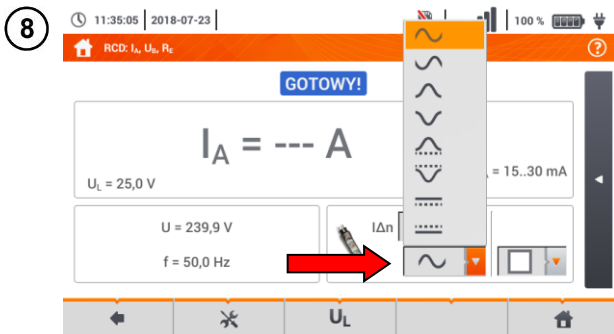 8
11:35:05 2018-07-23 100 %
RCD: IA, UB, RE ?
GOTOWY!
IA = --- A
UL = 25,0 V
= 15..30 mA
U = 239,9 V
IΔn
f = 50,0 Hz
UL